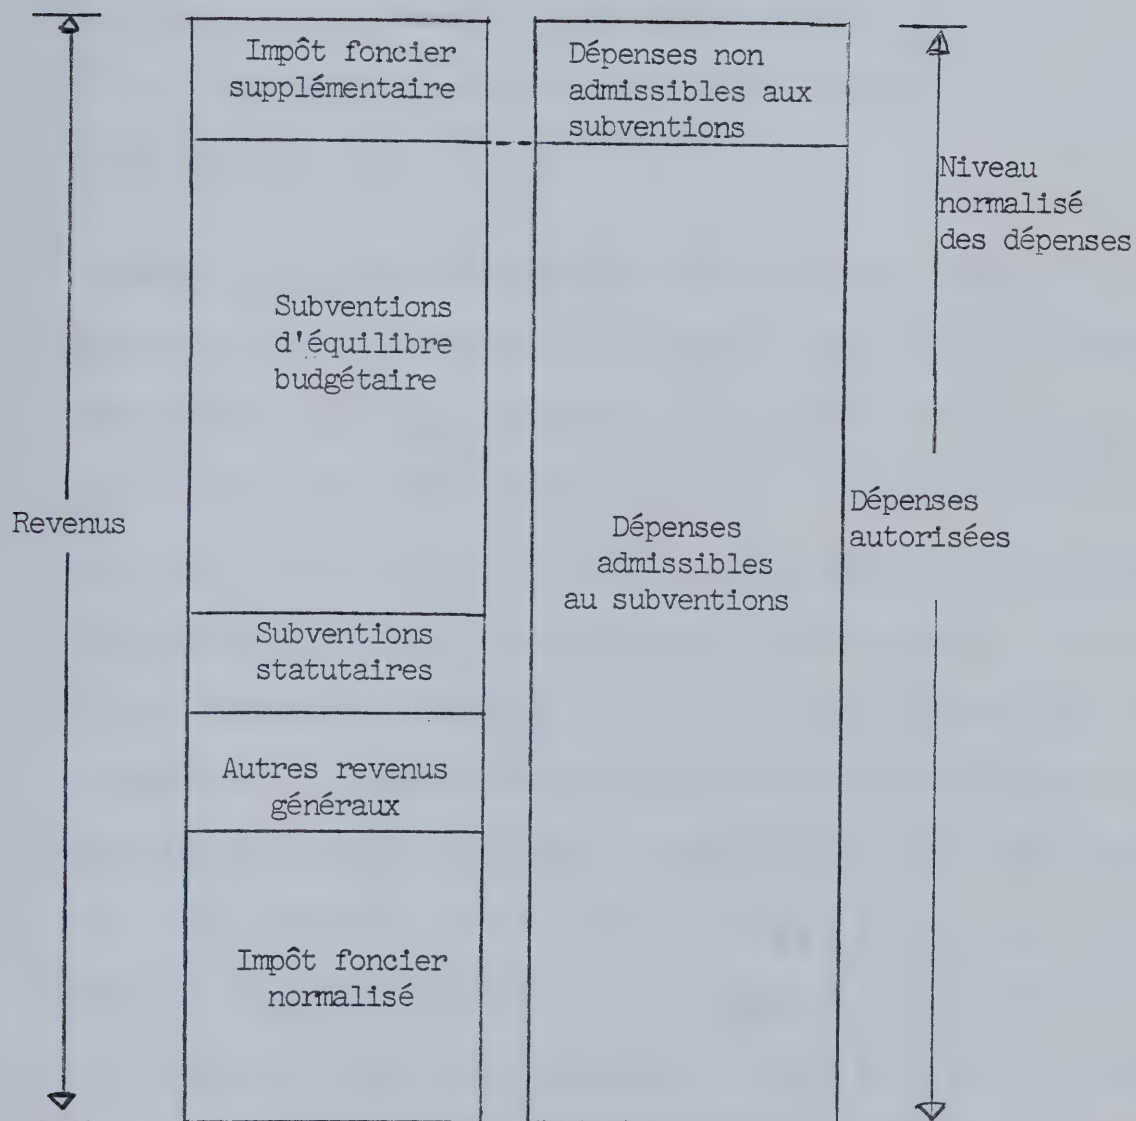 Impôt foncier
supplémentaire
Dépenses non
admissibles aux
subventions
Niveau
normalisé
des dépenses
Subventions
d'équilibre
budgétaire
Revenus
Dépenses
admissibles
au subventions
Dépenses
autorisées
Subventions
statutaires
Autres revenus
généraux
Impôt foncier
normalisé